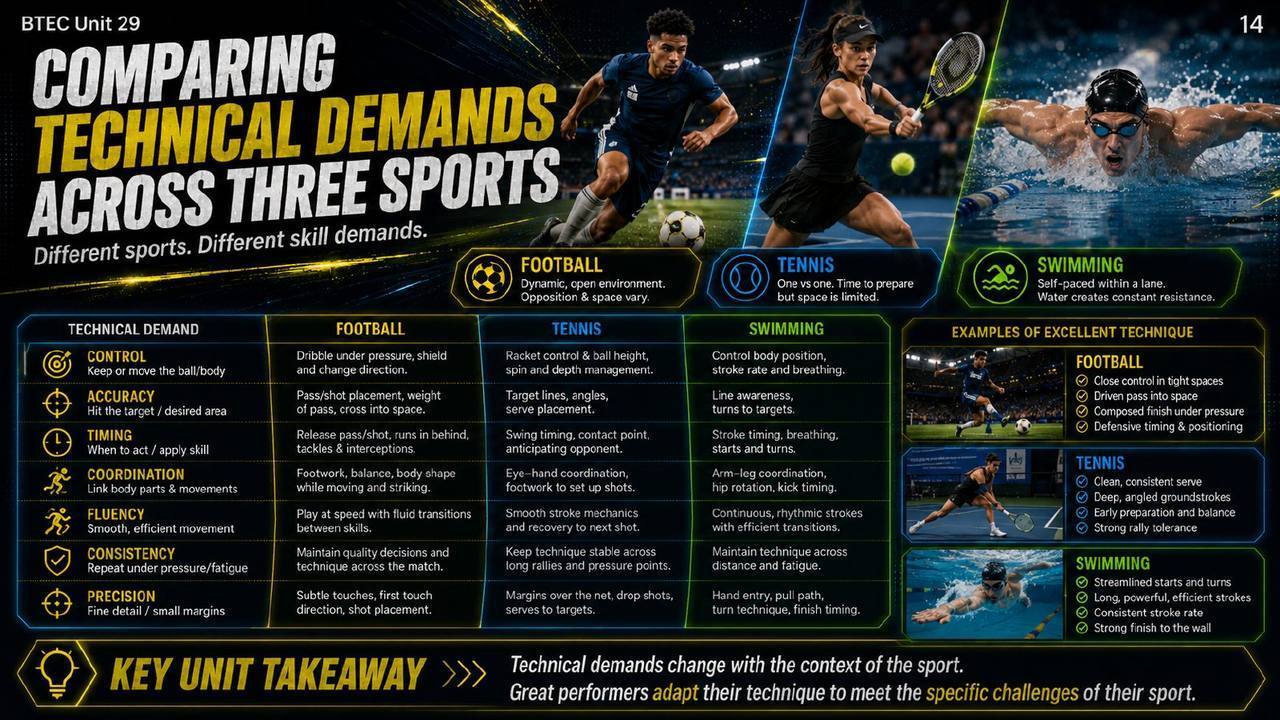 BTEC Unit 29
14
COMPARING
TECHNICAL DEMANDS
ACROSS THREE SPORTS
Different sports. Different skill demands.
FOOTBALL
Dynamic, open environment.
Opposition & space vary.
TENNIS
One vs one. Time to prepare
but space is limited.
SWIMMING
Self-paced within a lane.
Water creates constant resistance.
TECHNICAL DEMAND
FOOTBALL
TENNIS
SWIMMING
CONTROL
Keep or move the ball/body
Dribble under pressure, shield
and change direction.
Racket control & ball height,
spin and depth management.
Control body position,
stroke rate and breathing.
ACCURACY
Hit the target / desired area
Pass/shot placement, weight
of pass, cross into space.
Target lines, angles,
serve placement.
Line awareness,
turns to targets.
TIMING
When to act / apply skill
Release pass/shot, runs in behind,
tackles & interceptions.
Swing timing, contact point,
anticipating opponent.
Stroke timing, breathing,
starts and turns.
COORDINATION
Link body parts & movements
Footwork, balance, body shape
while moving and striking.
Eye–hand coordination,
footwork to set up shots.
Arm–leg coordination,
hip rotation, kick timing.
FLUENCY
Smooth, efficient movement
Play at speed with fluid transitions
between skills.
Smooth stroke mechanics
and recovery to next shot.
Continuous, rhythmic strokes
with efficient transitions.
CONSISTENCY
Repeat under pressure/fatigue
Maintain quality decisions and
technique across the match.
Keep technique stable across
long rallies and pressure points.
Maintain technique across
distance and fatigue.
PRECISION
Fine detail / small margins
Subtle touches, first touch
direction, shot placement.
Margins over the net, drop shots,
serves to targets.
Hand entry, pull path,
turn technique, finish timing.
EXAMPLES OF EXCELLENT TECHNIQUE
FOOTBALL
Close control in tight spaces
Driven pass into space
Composed finish under pressure
Defensive timing & positioning
TENNIS
Clean, consistent serve
Deep, angled groundstrokes
Early preparation and balance
Strong rally tolerance
SWIMMING
Streamlined starts and turns
Long, powerful, efficient strokes
Consistent stroke rate
Strong finish to the wall
KEY UNIT TAKEAWAY
Technical demands change with the context of the sport.
Great performers adapt their technique to meet the specific challenges of their sport.